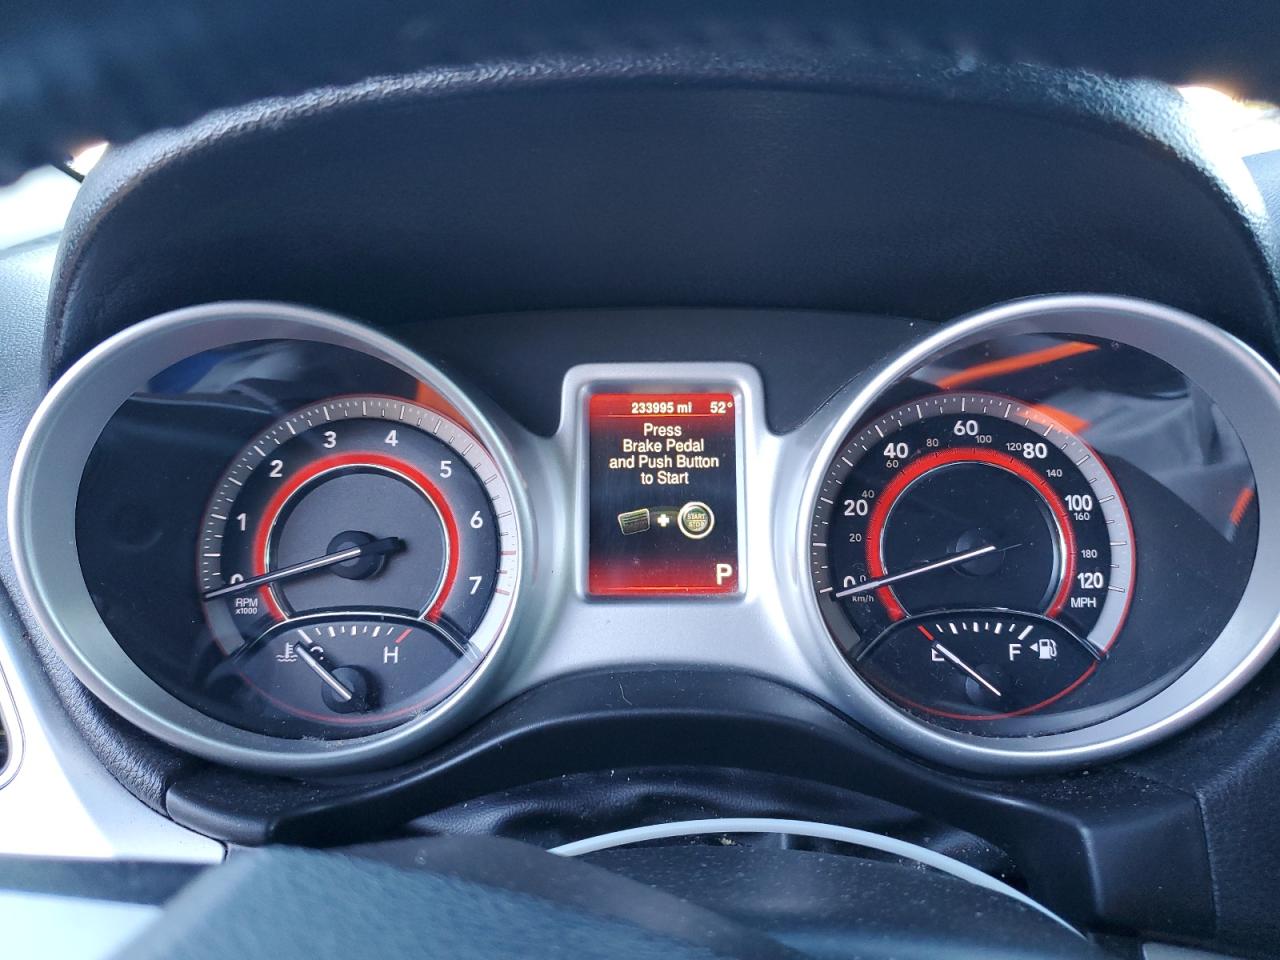 233995 mi 52°
Press
Brake Pedal
and Push Button
to Start
START
STOP
P
0
1
2
3
4
5
6
7
RPM
x1000
H
0
20
40
60
80
100
120
MPH
0
20
40
60
80
100
120
140
160
180
km/h
E
F